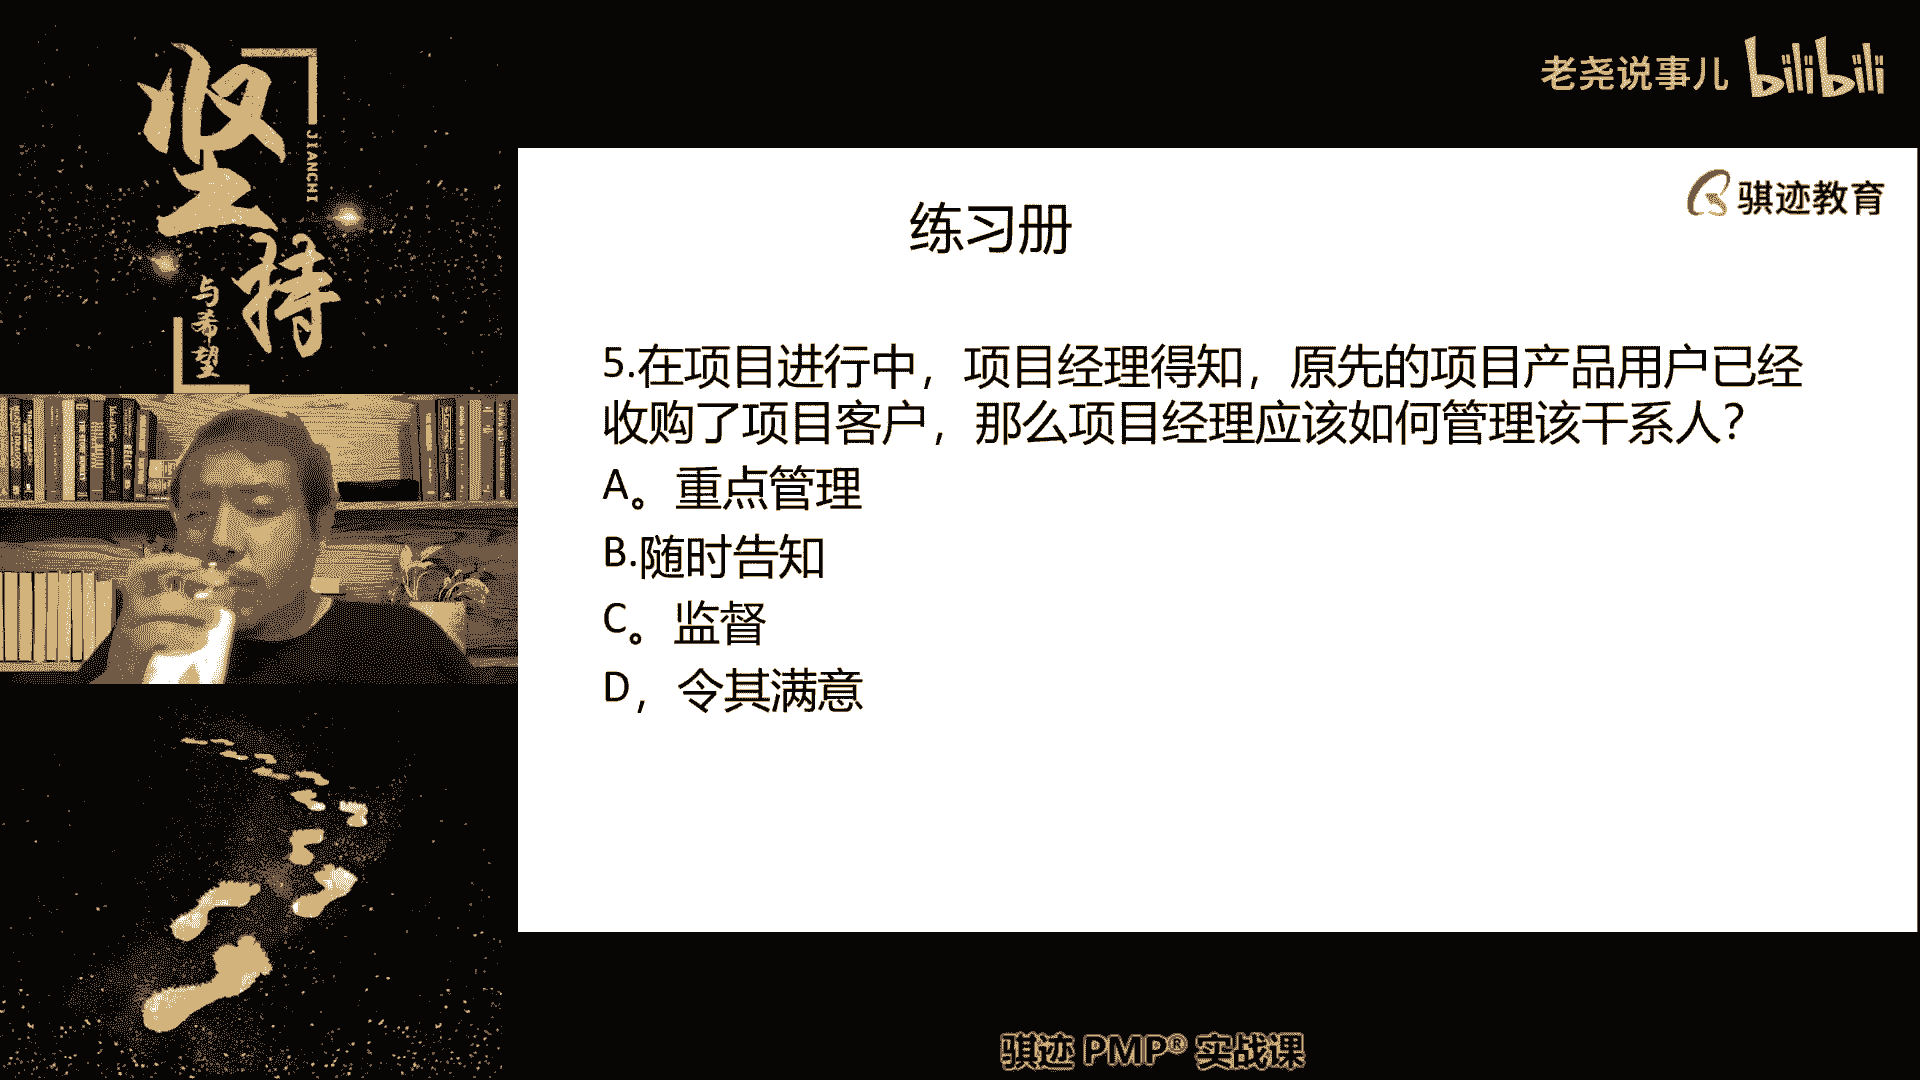 坚持
JIANCHI
与希望
老尧说事儿 bilibili
骐迹教育
练习册
5.在项目进行中，项目经理得知，原先的项目产品用户已经
收购了项目客户，那么项目经理应该如何管理该干系人？
A。重点管理
B.随时告知
C。监督
D，令其满意
骐迹 PMP® 实战课